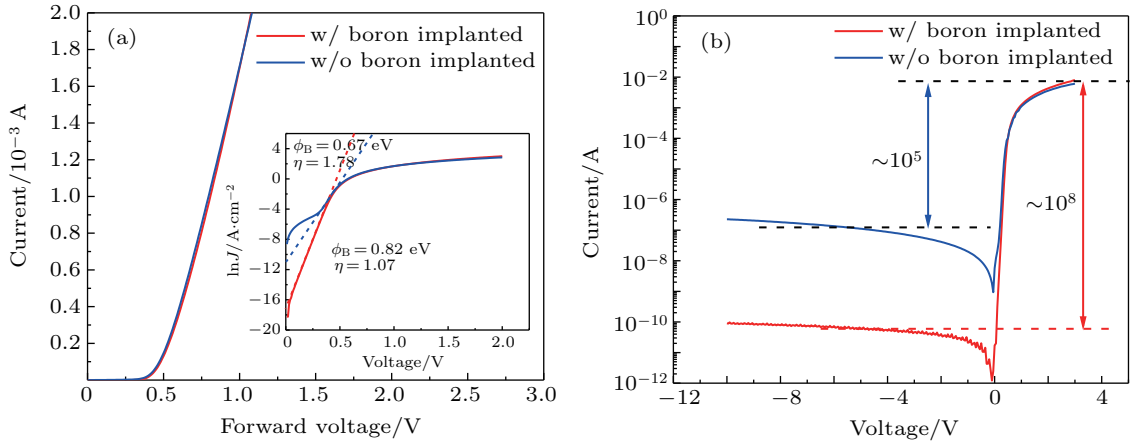 (a)
w/ boron implanted
w/o boron implanted
2.0
1.8
1.6
1.4
1.2
1.0
0.8
0.6
0.4
0.2
Current/10⁻³ A
0.5
1.0
1.5
2.0
2.5
3.0
Forward voltage/V
ϕB=0.67 eV
η=1.78
ϕB=0.82 eV
η=1.07
4
0
−4
−8
−12
−16
−20
lnJ/A·cm⁻²
0
0.5
1.0
1.5
2.0
Voltage/V
(b)
w/ boron implanted
w/o boron implanted
∼10⁵
∼10⁸
10⁰
10⁻²
10⁻⁴
10⁻⁶
10⁻⁸
10⁻¹⁰
10⁻¹²
Current/A
−12
−8
−4
0
4
Voltage/V